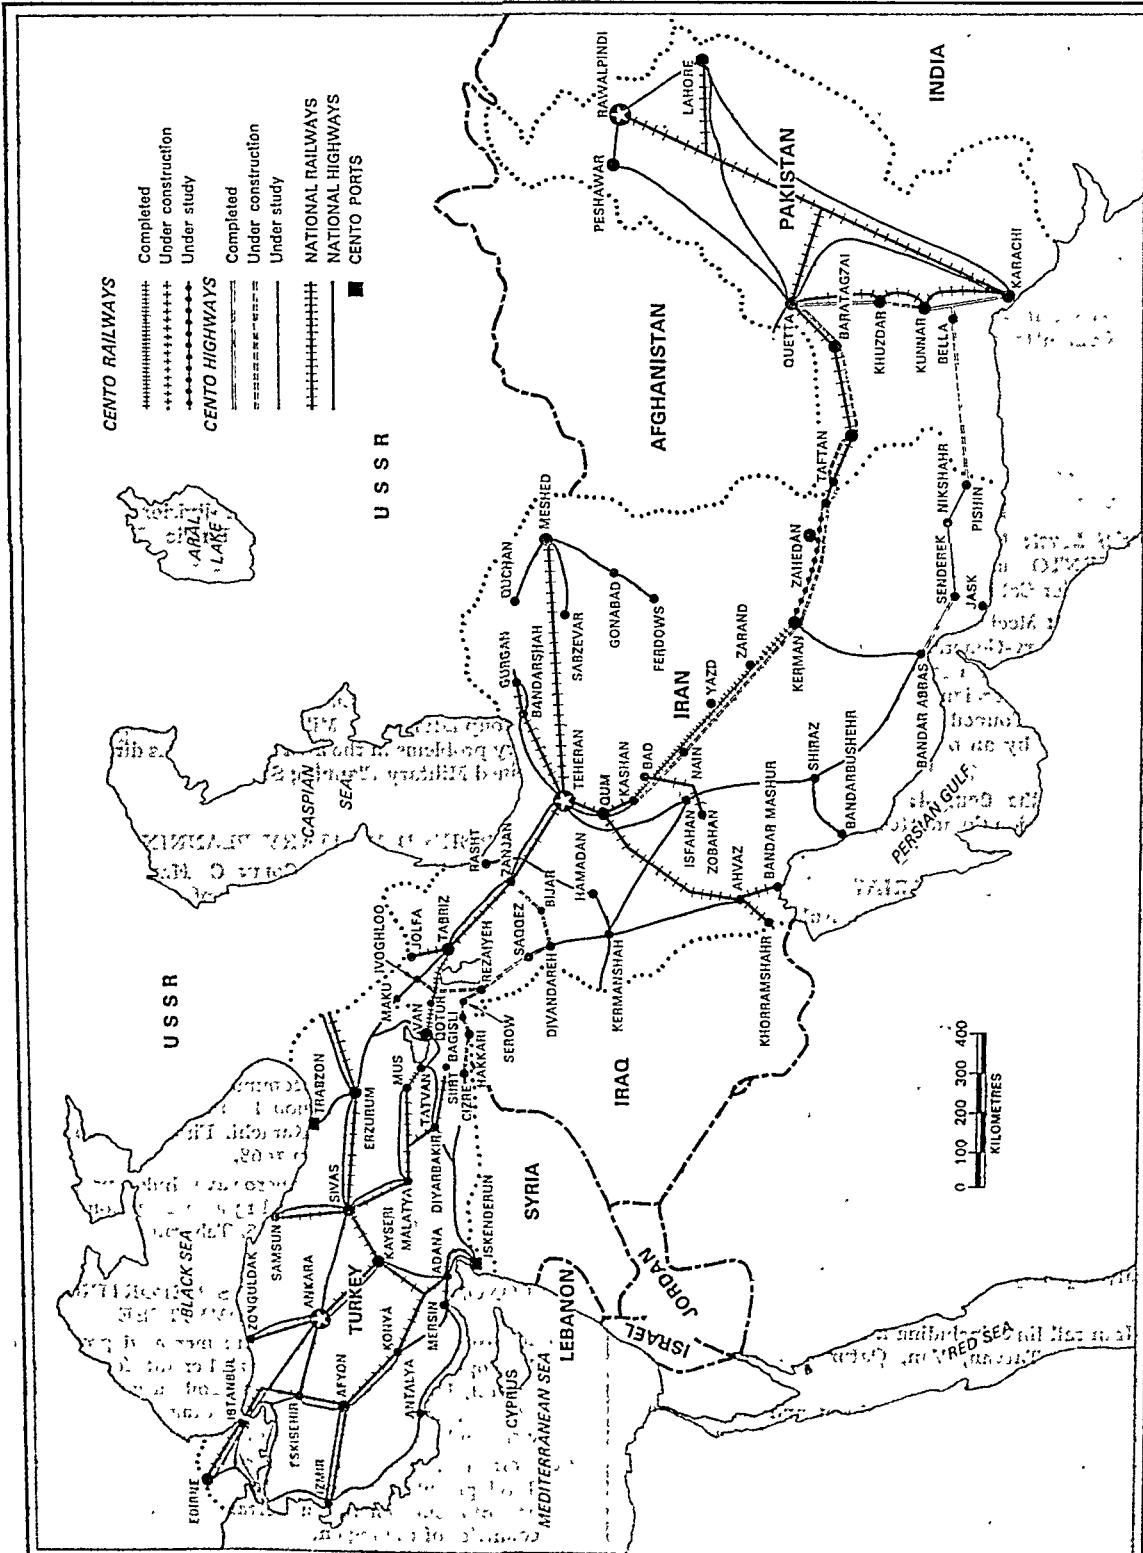 CENTO RAILWAYS
Completed
Under construction
Under study
CENTO HIGHWAYS
Completed
Under construction
Under study
NATIONAL RAILWAYS
NATIONAL HIGHWAYS
CENTO PORTS
USSR
USSR
ARAL
LAKE
CASPIAN
SEA
BLACK SEA
TURKEY
EDIRNE
ISTANBUL
ZONGULDAK
ANKARA
SAMSUN
SIVAS
TRABZON
ERZURUM
ESKISEHIR
IZMIR
AFYON
KONYA
KAYSERI
MALATYA
ANTALYA
MERSIN
ADANA
ISKENDERUN
DIYARBAKIR
MUS
TATVAN
VAN
SIIRT
CIZRE
HAKKARI
BAGISLI
QOTUR
SEROW
MAKU
IVOGHLOO
JOLFA
TABRIZ
REZAIYEH
SAQQEZ
DIVANDAREH
BIJAR
ZANJAN
RASHT
HAMADAN
KERMANSHAH
TEHERAN
QUM
KASHAN
BAD
NAIN
ISFAHAN
ZOBAHAN
AHVAZ
BANDAR MASHUR
KHORRAMSHAHR
GURGAN
BANDARSHAH
QUCHAN
MESHED
SABZEVAR
GONABAD
FERDOWS
IRAN
YAZD
ZARAND
KERMAN
ZAHEDAN
TAFTAN
SHIRAZ
BANDARBUSHEHR
BANDAR ABBAS
PERSIAN GULF
SENDEREK
JASK
NIKSHAHR
PISHIN
AFGHANISTAN
PAKISTAN
INDIA
RAWALPINDI
PESHAWAR
LAHORE
QUETTA
BARATAGZAI
KHUZDAR
KUNNAR
BELLA
KARACHI
MEDITERRANEAN SEA
CYPRUS
LEBANON
SYRIA
ISRAEL
JORDAN
IRAQ
RED SEA
0 100 200 300 400
KILOMETRES